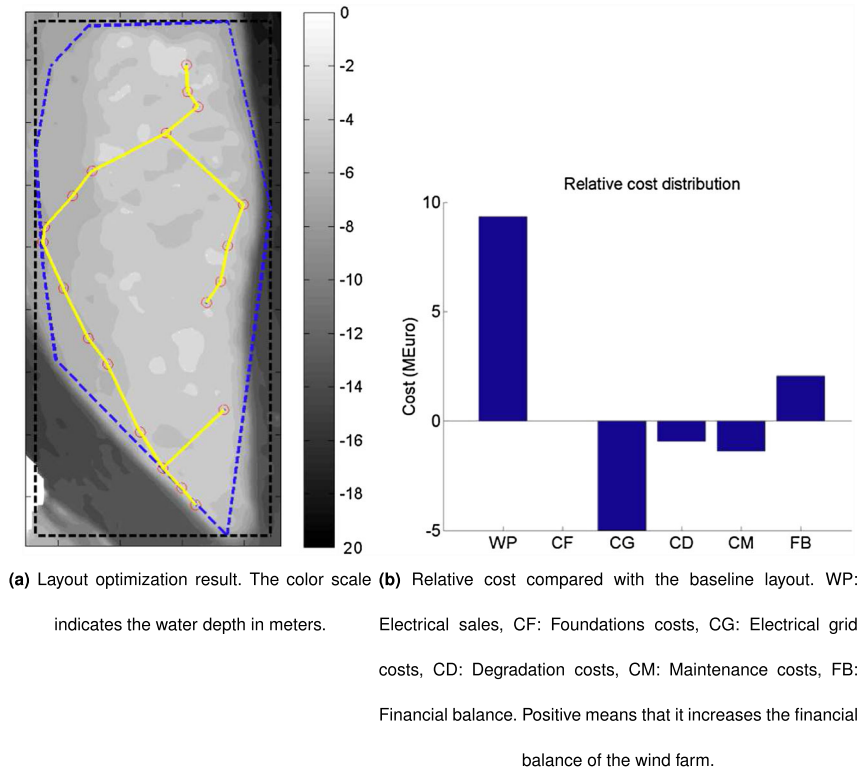 0
-2
-4
-6
-8
-10
-12
-14
-16
-18
20
Relative cost distribution
10
5
0
-5
Cost (MEuro)
WP CF CG CD CM FB
(a) Layout optimization result. The color scale
indicates the water depth in meters.
(b) Relative cost compared with the baseline layout. WP:
Electrical sales, CF: Foundations costs, CG: Electrical grid
costs, CD: Degradation costs, CM: Maintenance costs, FB:
Financial balance. Positive means that it increases the financial
balance of the wind farm.